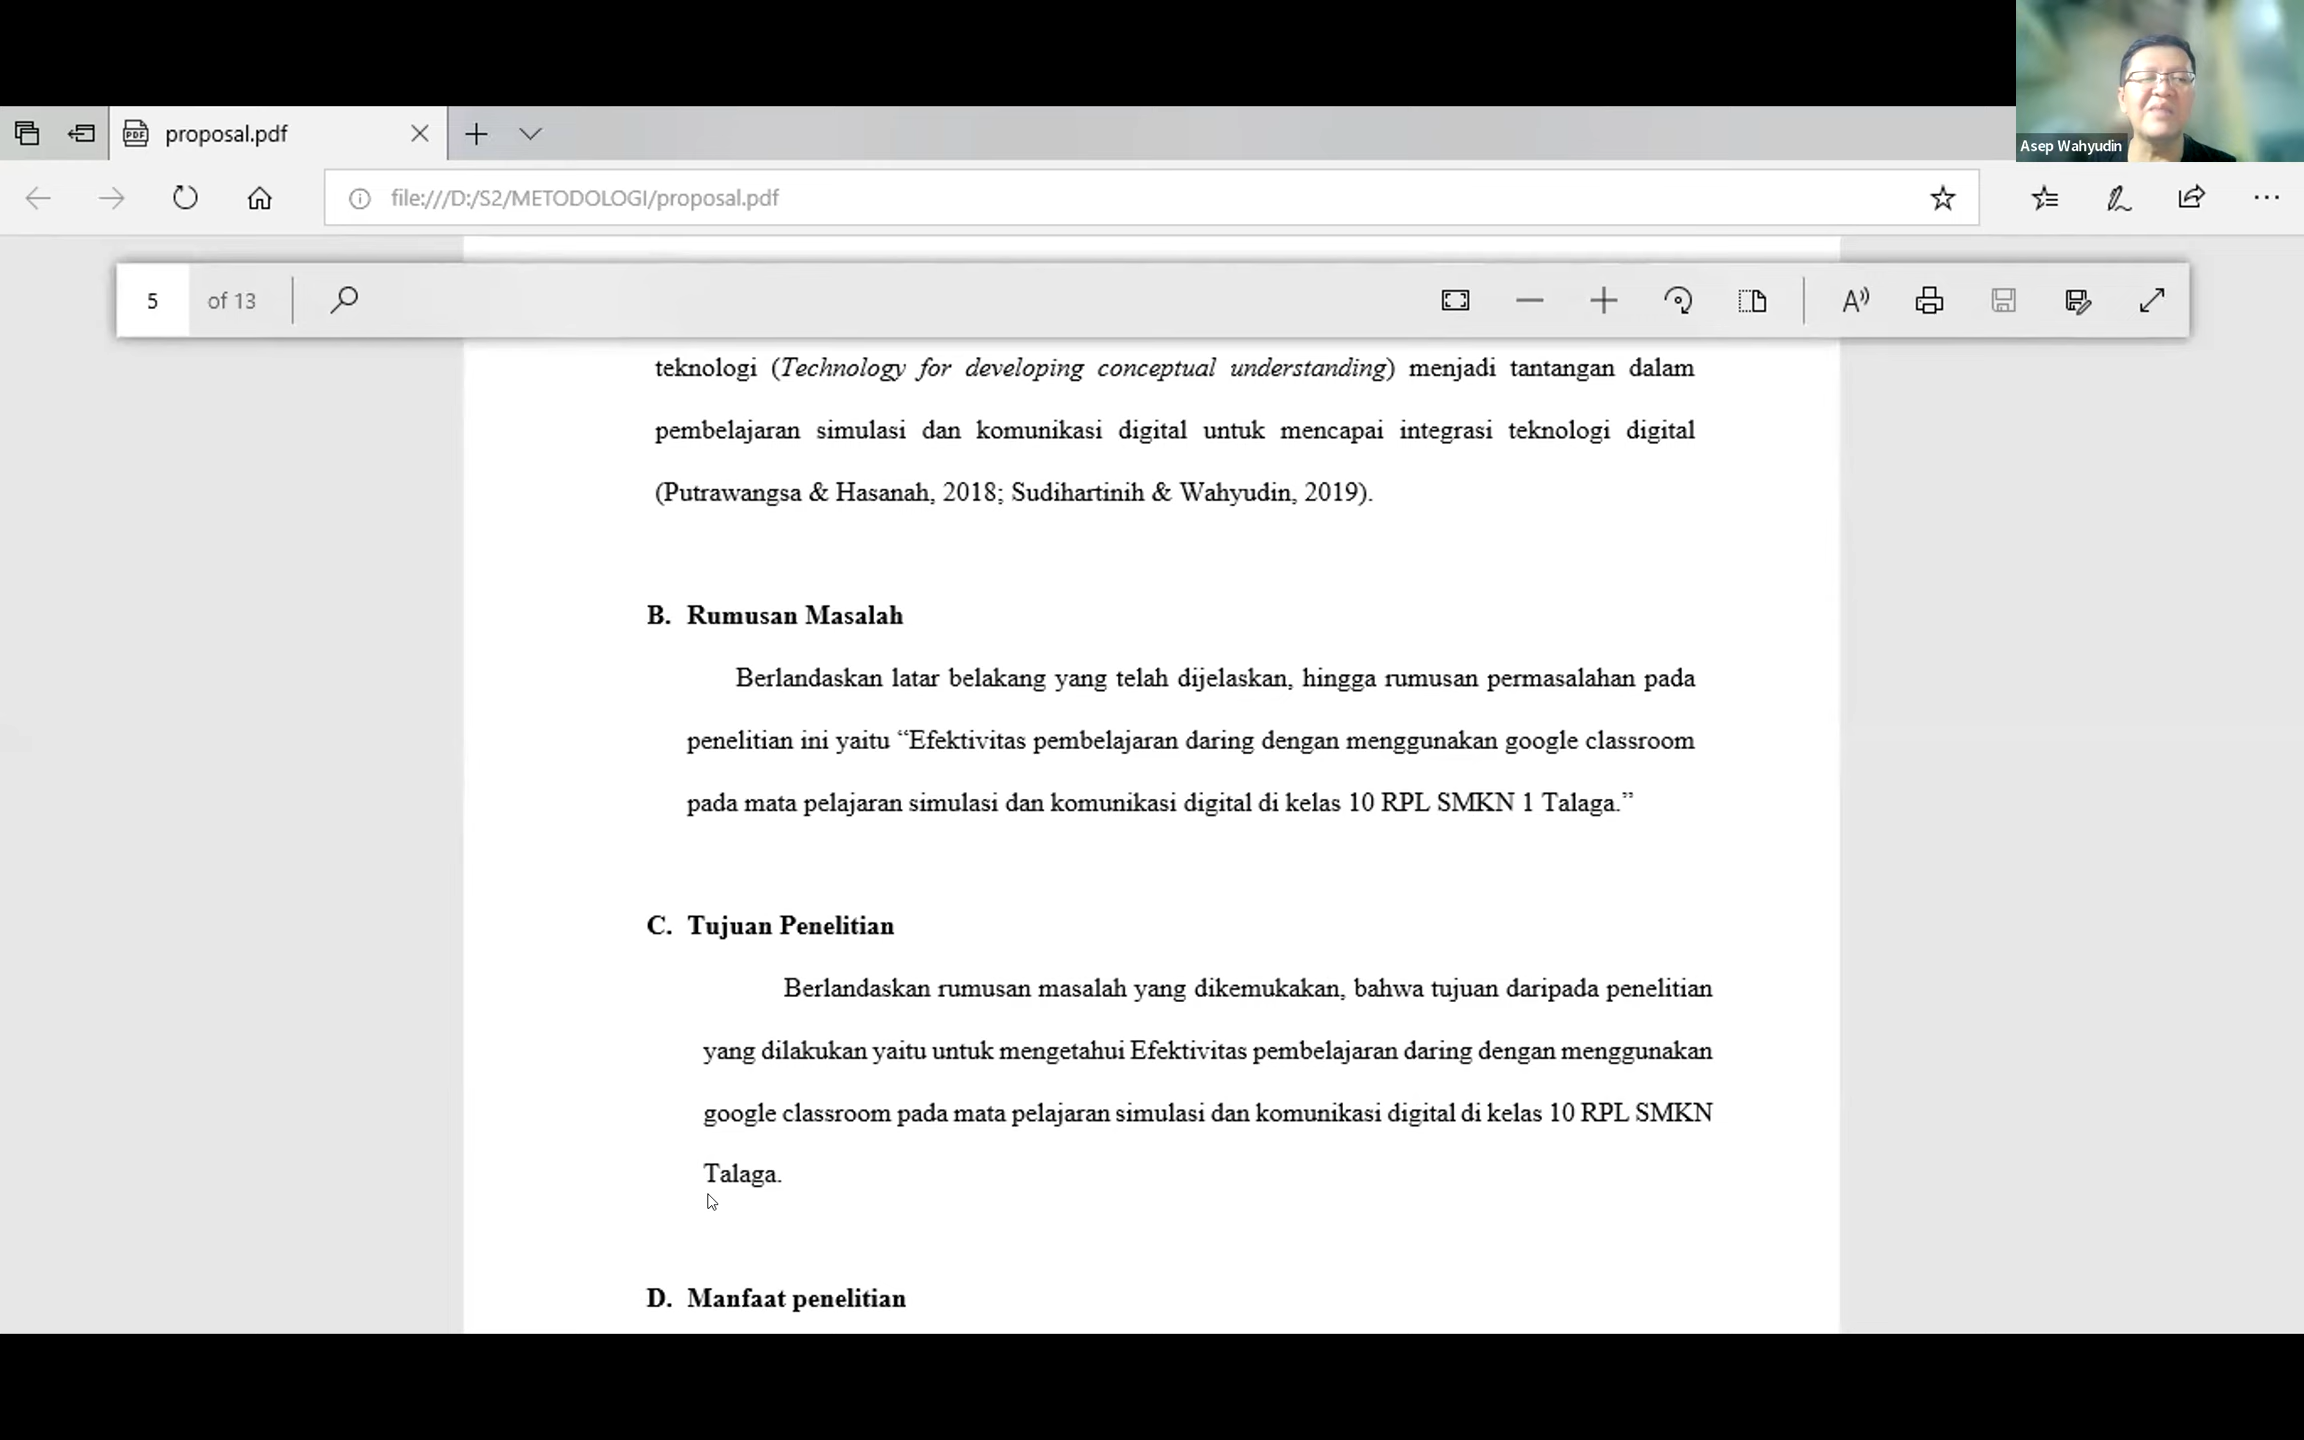 Asep Wahyudin
proposal.pdf
file:///D:/S2/METODOLOGI/proposal.pdf
5 of 13
teknologi (Technology for developing conceptual understanding) menjadi tantangan dalam
pembelajaran simulasi dan komunikasi digital untuk mencapai integrasi teknologi digital
(Putrawangsa & Hasanah, 2018; Sudihartinih & Wahyudin, 2019).
B. Rumusan Masalah
Berlandaskan latar belakang yang telah dijelaskan, hingga rumusan permasalahan pada
penelitian ini yaitu “Efektivitas pembelajaran daring dengan menggunakan google classroom
pada mata pelajaran simulasi dan komunikasi digital di kelas 10 RPL SMKN 1 Talaga.”
C. Tujuan Penelitian
Berlandaskan rumusan masalah yang dikemukakan, bahwa tujuan daripada penelitian
yang dilakukan yaitu untuk mengetahui Efektivitas pembelajaran daring dengan menggunakan
google classroom pada mata pelajaran simulasi dan komunikasi digital di kelas 10 RPL SMKN
Talaga.
D. Manfaat penelitian